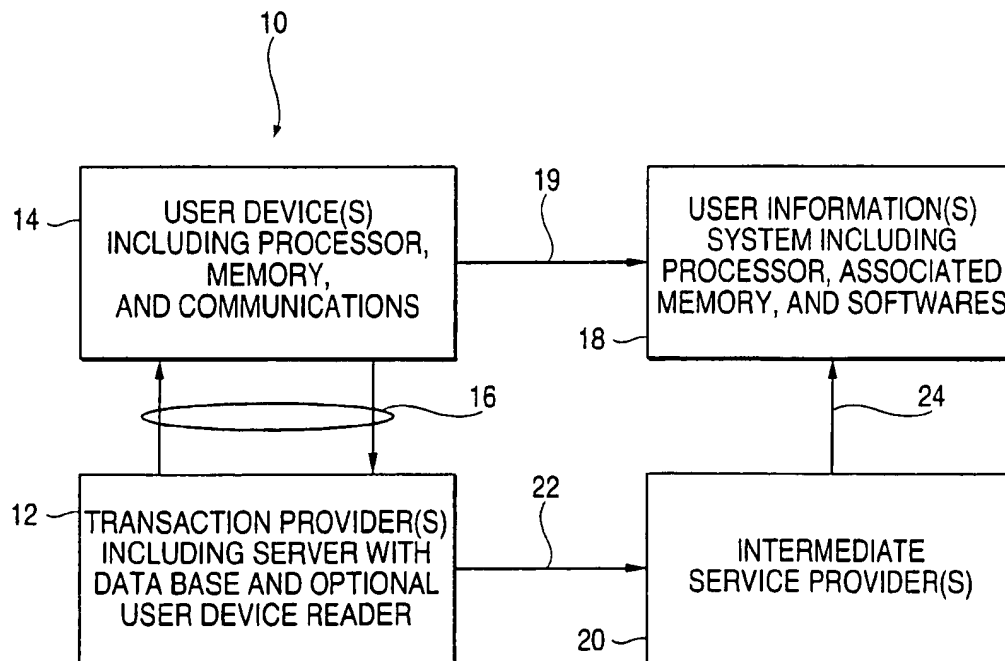 10
14
USER DEVICE(S)
INCLUDING PROCESSOR,
MEMORY,
AND COMMUNICATIONS
19
USER INFORMATION(S)
SYSTEM INCLUDING
PROCESSOR, ASSOCIATED
MEMORY, AND SOFTWARES
18
16
24
12
TRANSACTION PROVIDER(S)
INCLUDING SERVER WITH
DATA BASE AND OPTIONAL
USER DEVICE READER
22
INTERMEDIATE
SERVICE PROVIDER(S)
20